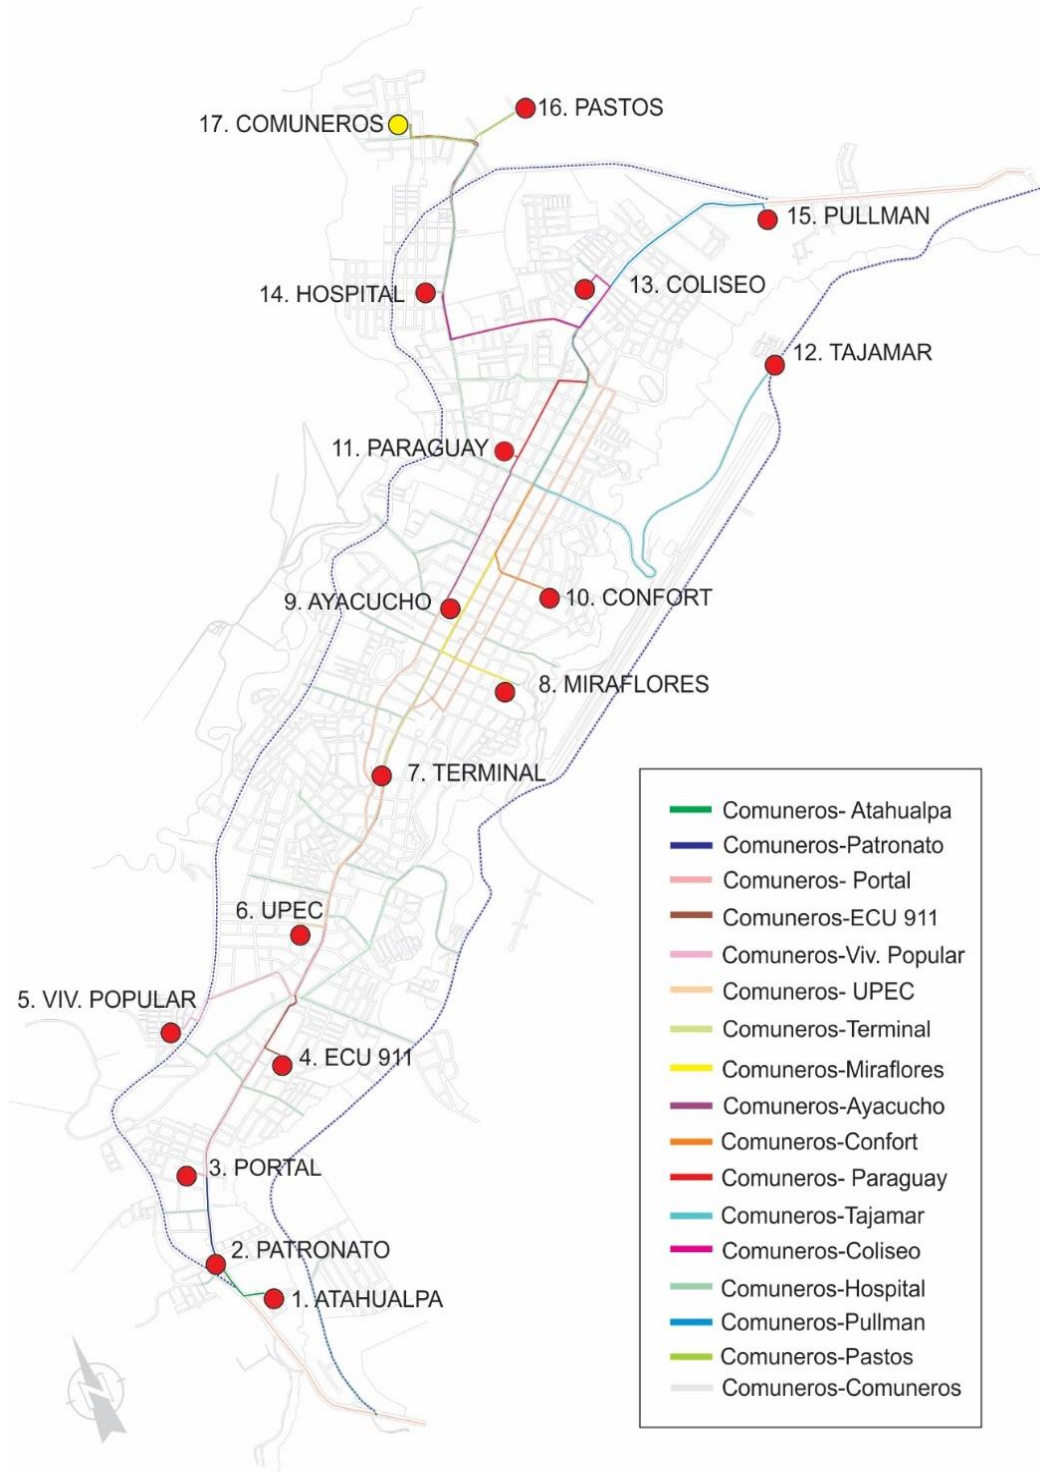 16. PASTOS
17. COMUNEROS
15. PULLMAN
13. COLISEO
14. HOSPITAL
12. TAJAMAR
11. PARAGUAY
9. AYACUCHO
10. CONFORT
8. MIRAFLORES
7. TERMINAL
6. UPEC
5. VIV. POPULAR
4. ECU 911
3. PORTAL
2. PATRONATO
1. ATAHUALPA
Comuneros- Atahualpa
Comuneros-Patronato
Comuneros- Portal
Comuneros-ECU 911
Comuneros-Viv. Popular
Comuneros- UPEC
Comuneros-Terminal
Comuneros-Miraflores
Comuneros-Ayacucho
Comuneros-Confort
Comuneros- Paraguay
Comuneros-Tajamar
Comuneros-Coliseo
Comuneros-Hospital
Comuneros-Pullman
Comuneros-Pastos
Comuneros-Comuneros